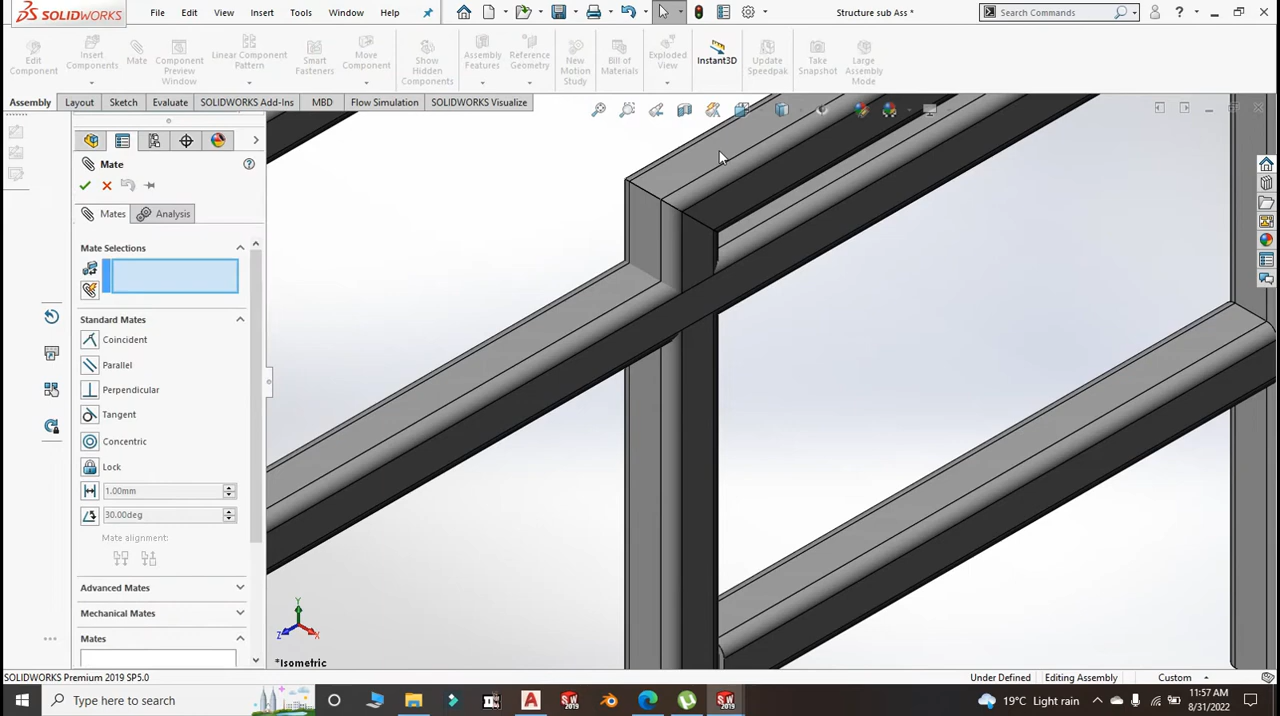 SOLIDWORKS File Edit View Insert Tools Window Help Structure sub Ass * Search Commands
Edit Component
Insert Components
Mate
Component Preview Window
Linear Component Pattern
Smart Fasteners
Move Component
Show Hidden Components
Assembly Features
Reference Geometry
New Motion Study
Bill of Materials
Exploded View
Instant3D
Update Speedpak
Take Snapshot
Large Assembly Mode
Assembly Layout Sketch Evaluate SOLIDWORKS Add-Ins MBD Flow Simulation SOLIDWORKS Visualize
Mate
Mates Analysis
Mate Selections
Standard Mates
Coincident
Parallel
Perpendicular
Tangent
Concentric
Lock
1.00mm
30.00deg
Mate alignment:
Advanced Mates
Mechanical Mates
Mates
Y
Z X
*Isometric
SOLIDWORKS Premium 2019 SP5.0 Under Defined Editing Assembly Custom
Type here to search 19°C Light rain 11:57 AM
8/31/2022